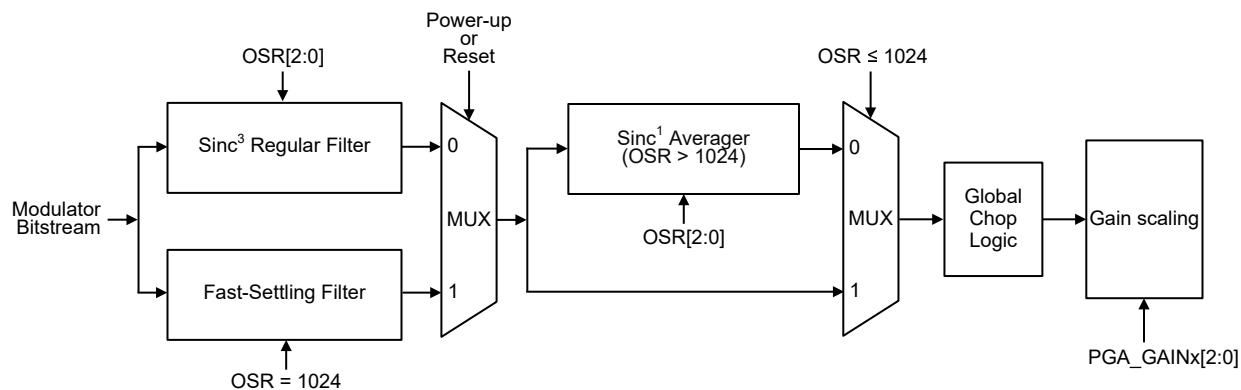 Power-up
or
Reset
OSR[2:0]
OSR ≤ 1024
Sinc³ Regular Filter
0
Sinc¹ Averager
(OSR > 1024)
0
Modulator
Bitstream
MUX
OSR[2:0]
MUX
Global
Chop
Logic
Gain scaling
Fast-Settling Filter
1
1
OSR = 1024
PGA_GAINx[2:0]